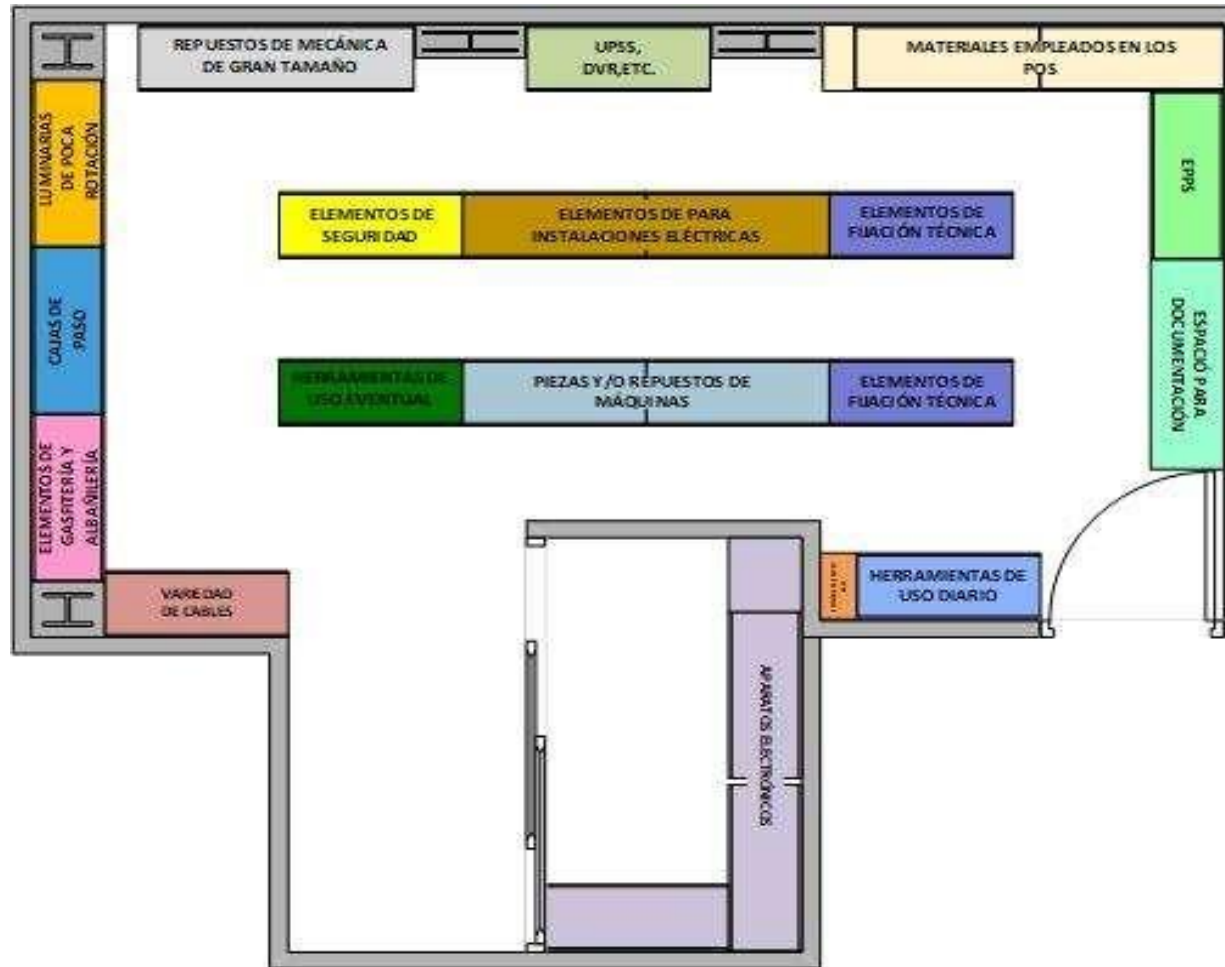 REPUESTOS DE MECÁNICA
DE GRAN TAMAÑO
UPSS,
DVR,ETC.
MATERIALES EMPLEADOS EN LOS
POS
LUMINARIAS
DE POCA
ROTACIÓN
EPPS
ELEMENTOS DE
SEGURIDAD
ELEMENTOS DE PARA
INSTALACIONES ELÉCTRICAS
ELEMENTOS DE
FIJACIÓN TÉCNICA
CAJAS DE
PASO
ESPACIÓ PARA
DOCUMENTACIÓN
HERRAMIENTAS DE
USO EVENTUAL
PIEZAS Y/O REPUESTOS DE
MÁQUINAS
ELEMENTOS DE
FIJACIÓN TÉCNICA
ELEMENTOS DE
GASFITERÍA Y
ALBAÑILERÍA
VARIEDAD
DE CABLES
HERRAMIENTAS DE
USO DIARIO
APARATOS ELECTRÓNICOS